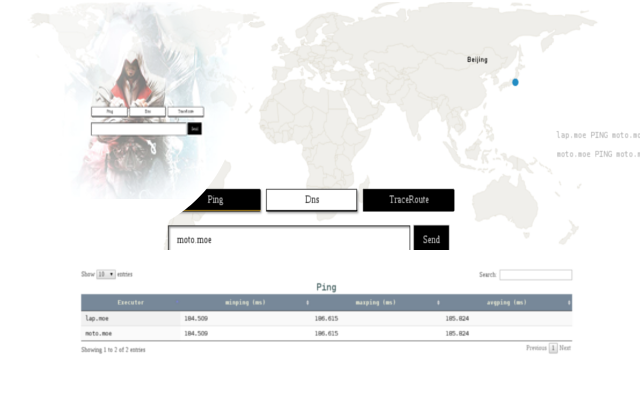 Beijing
Ping Dns TraceRoute
Send
lap.moe PING moto.mo
moto.moe PING moto.m
Ping Dns TraceRoute
moto.moe Send
Show 10 entries Search:
Ping
Executor minping (ms) maxping (ms) avgping (ms)
lap.moe 184.509 186.615 185.824
moto.moe 184.509 186.615 185.824
Showing 1 to 2 of 2 entries Previous 1 Next